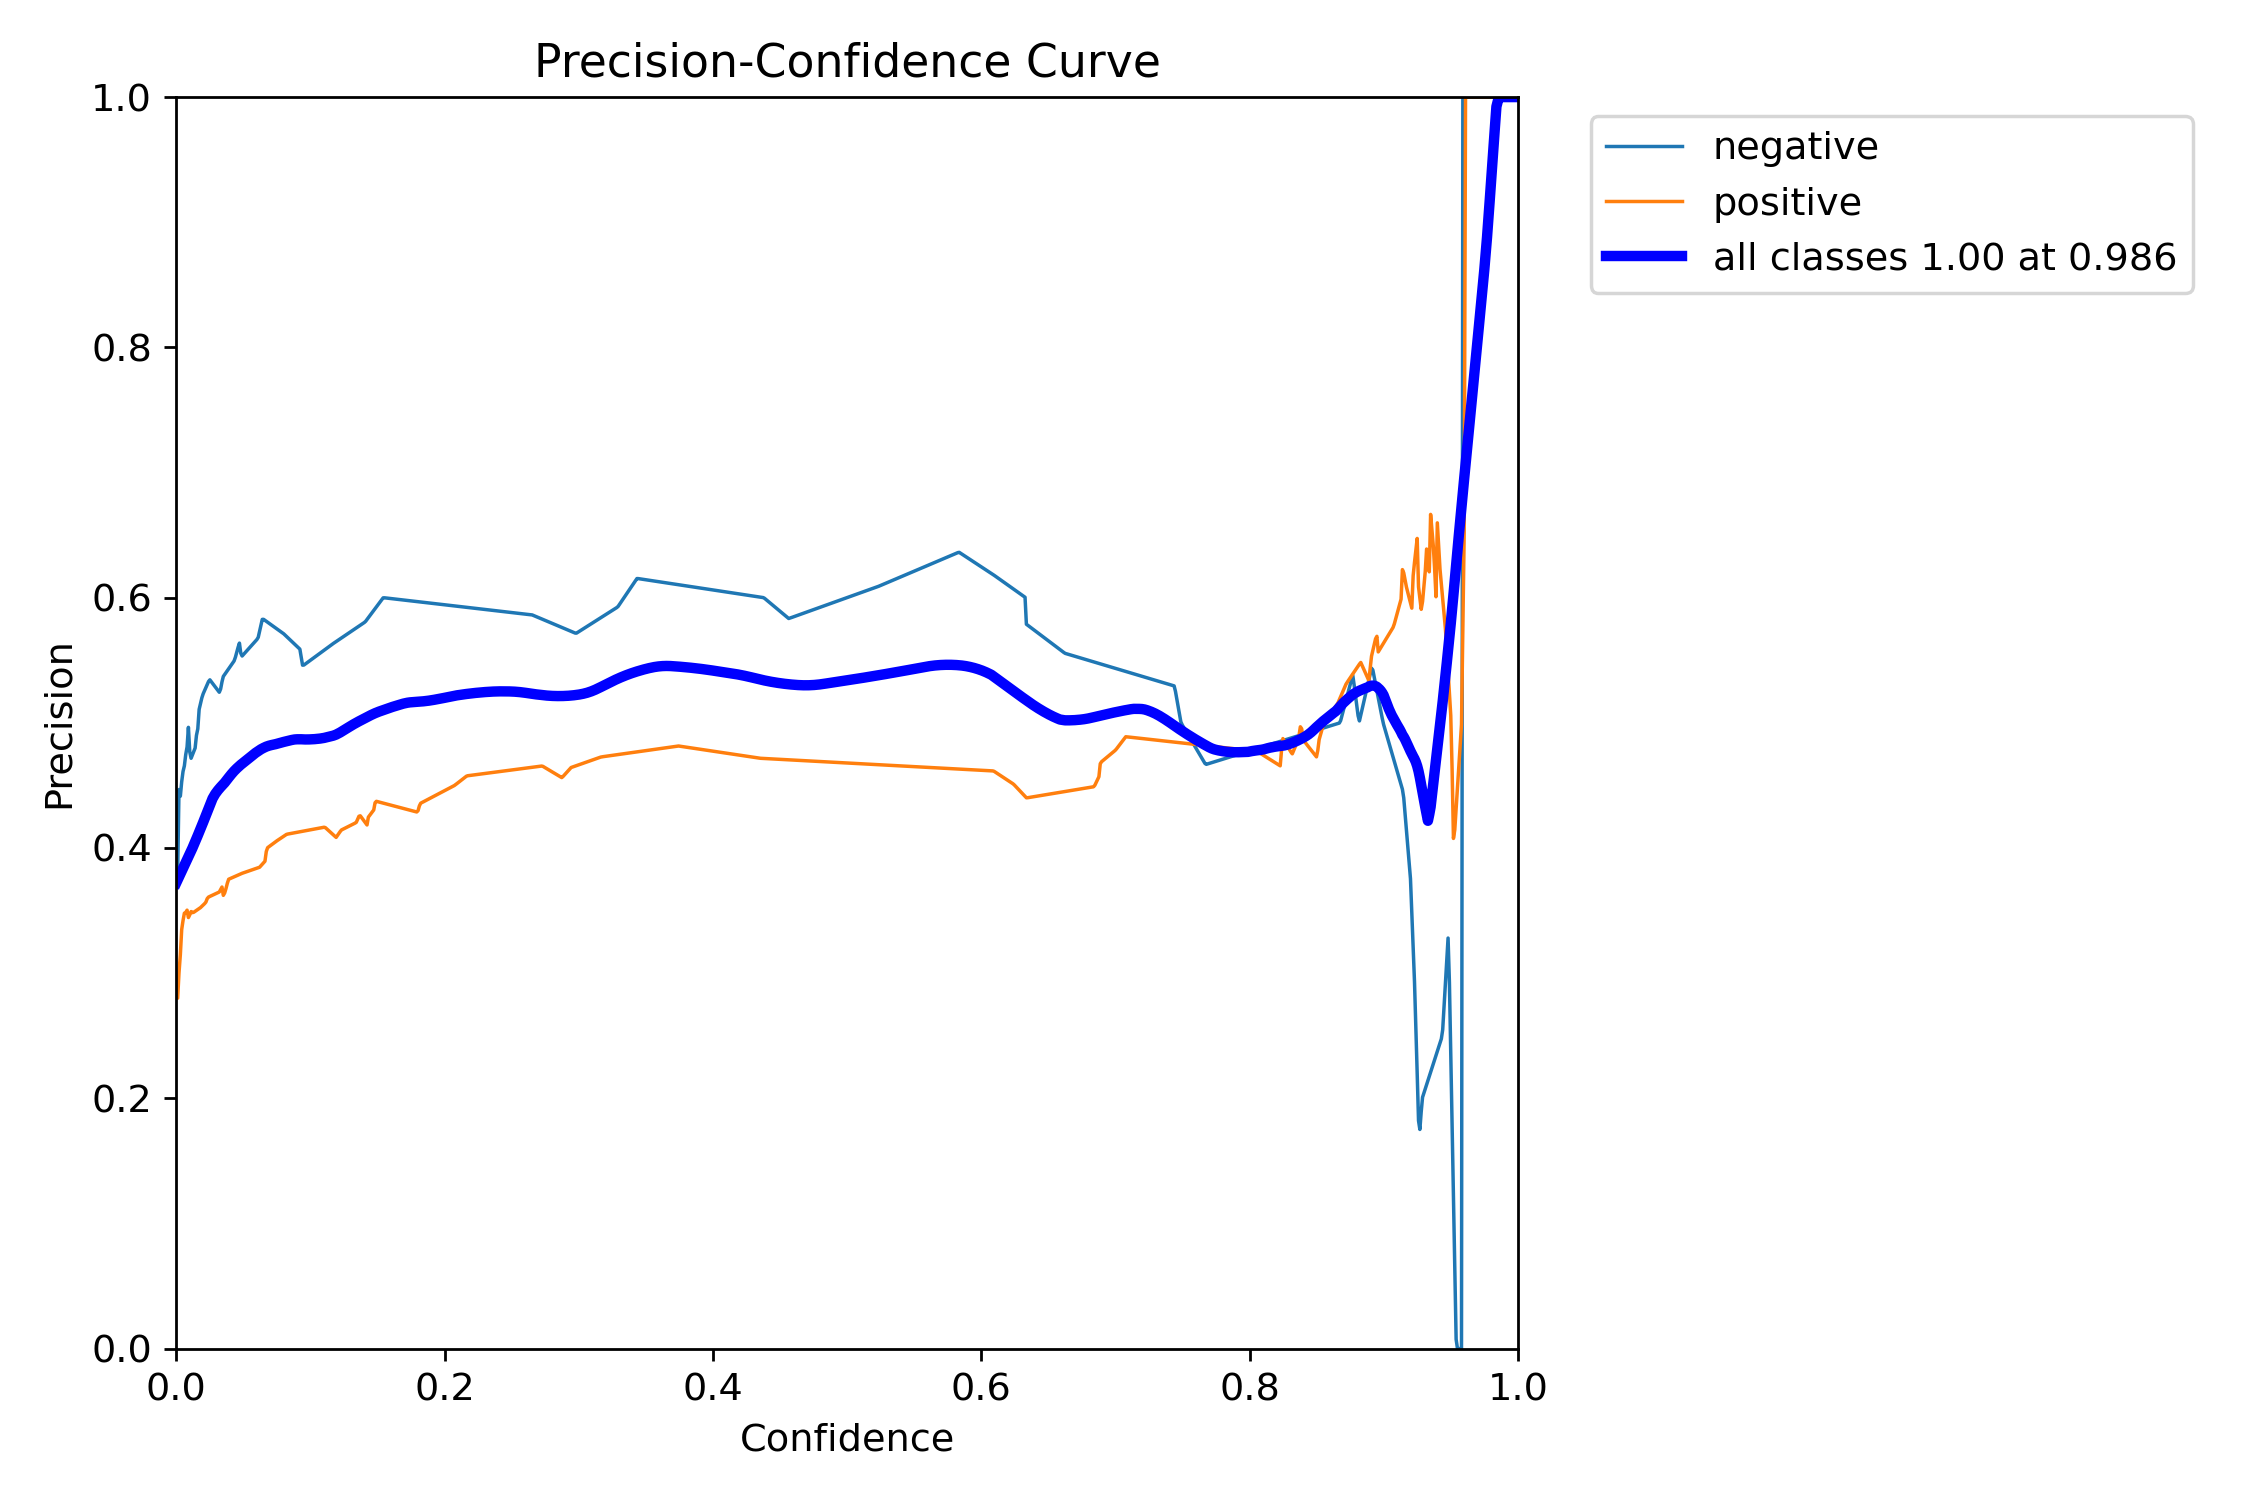 Precision-Confidence Curve
1.0
0.8
0.6
0.4
0.2
0.0
Precision
0.0 0.2 0.4 0.6 0.8 1.0
Confidence
negative
positive
all classes 1.00 at 0.986